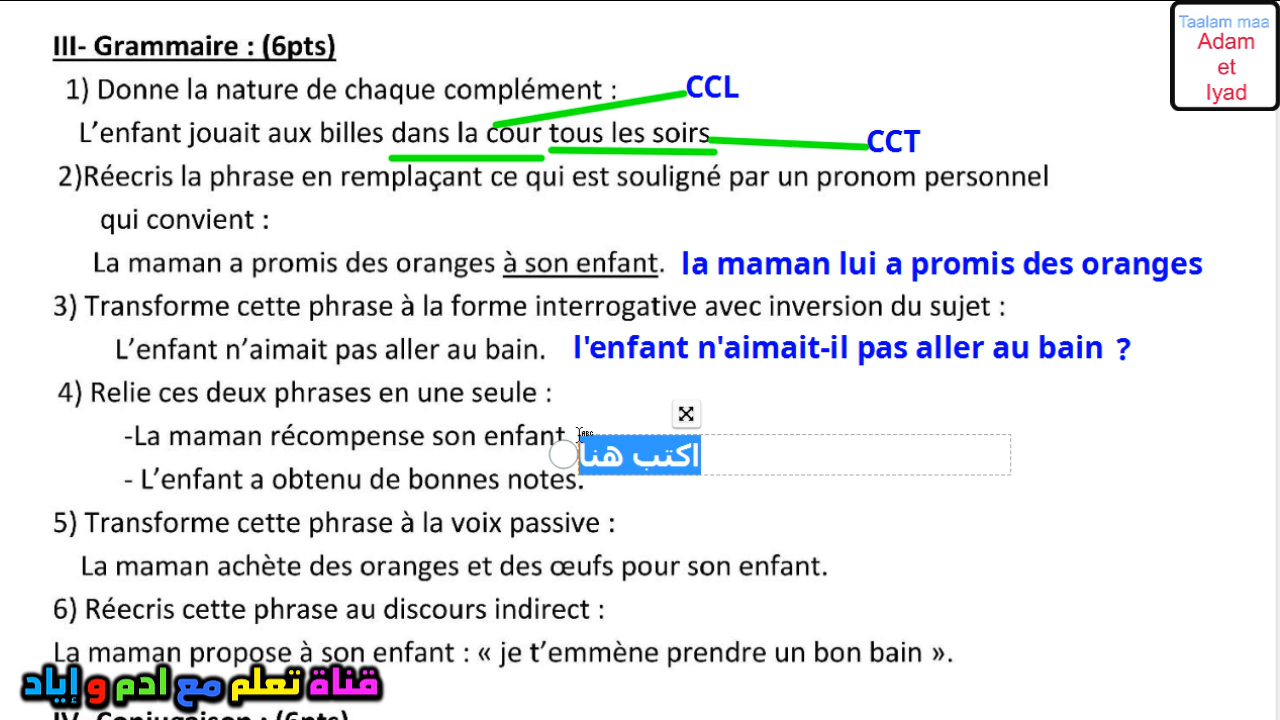 Taalam maa
Adam
et
Iyad
III- Grammaire : (6pts)
1) Donne la nature de chaque complément :
CCL
L’enfant jouait aux billes dans la cour tous les soirs
CCT
2)Réecris la phrase en remplaçant ce qui est souligné par un pronom personnel
qui convient :
La maman a promis des oranges à son enfant. la maman lui a promis des oranges
3) Transforme cette phrase à la forme interrogative avec inversion du sujet :
L’enfant n’aimait pas aller au bain. l'enfant n'aimait-il pas aller au bain ?
4) Relie ces deux phrases en une seule :
-La maman récompense son enfant
ABC
اكتب هنا
- L’enfant a obtenu de bonnes notes.
5) Transforme cette phrase à la voix passive :
La maman achète des oranges et des œufs pour son enfant.
6) Réecris cette phrase au discours indirect :
La maman propose à son enfant : « je t’emmène prendre un bon bain ».
قناة تعلم مع ادم و إياد
IV- Conjugaison : (6pts)